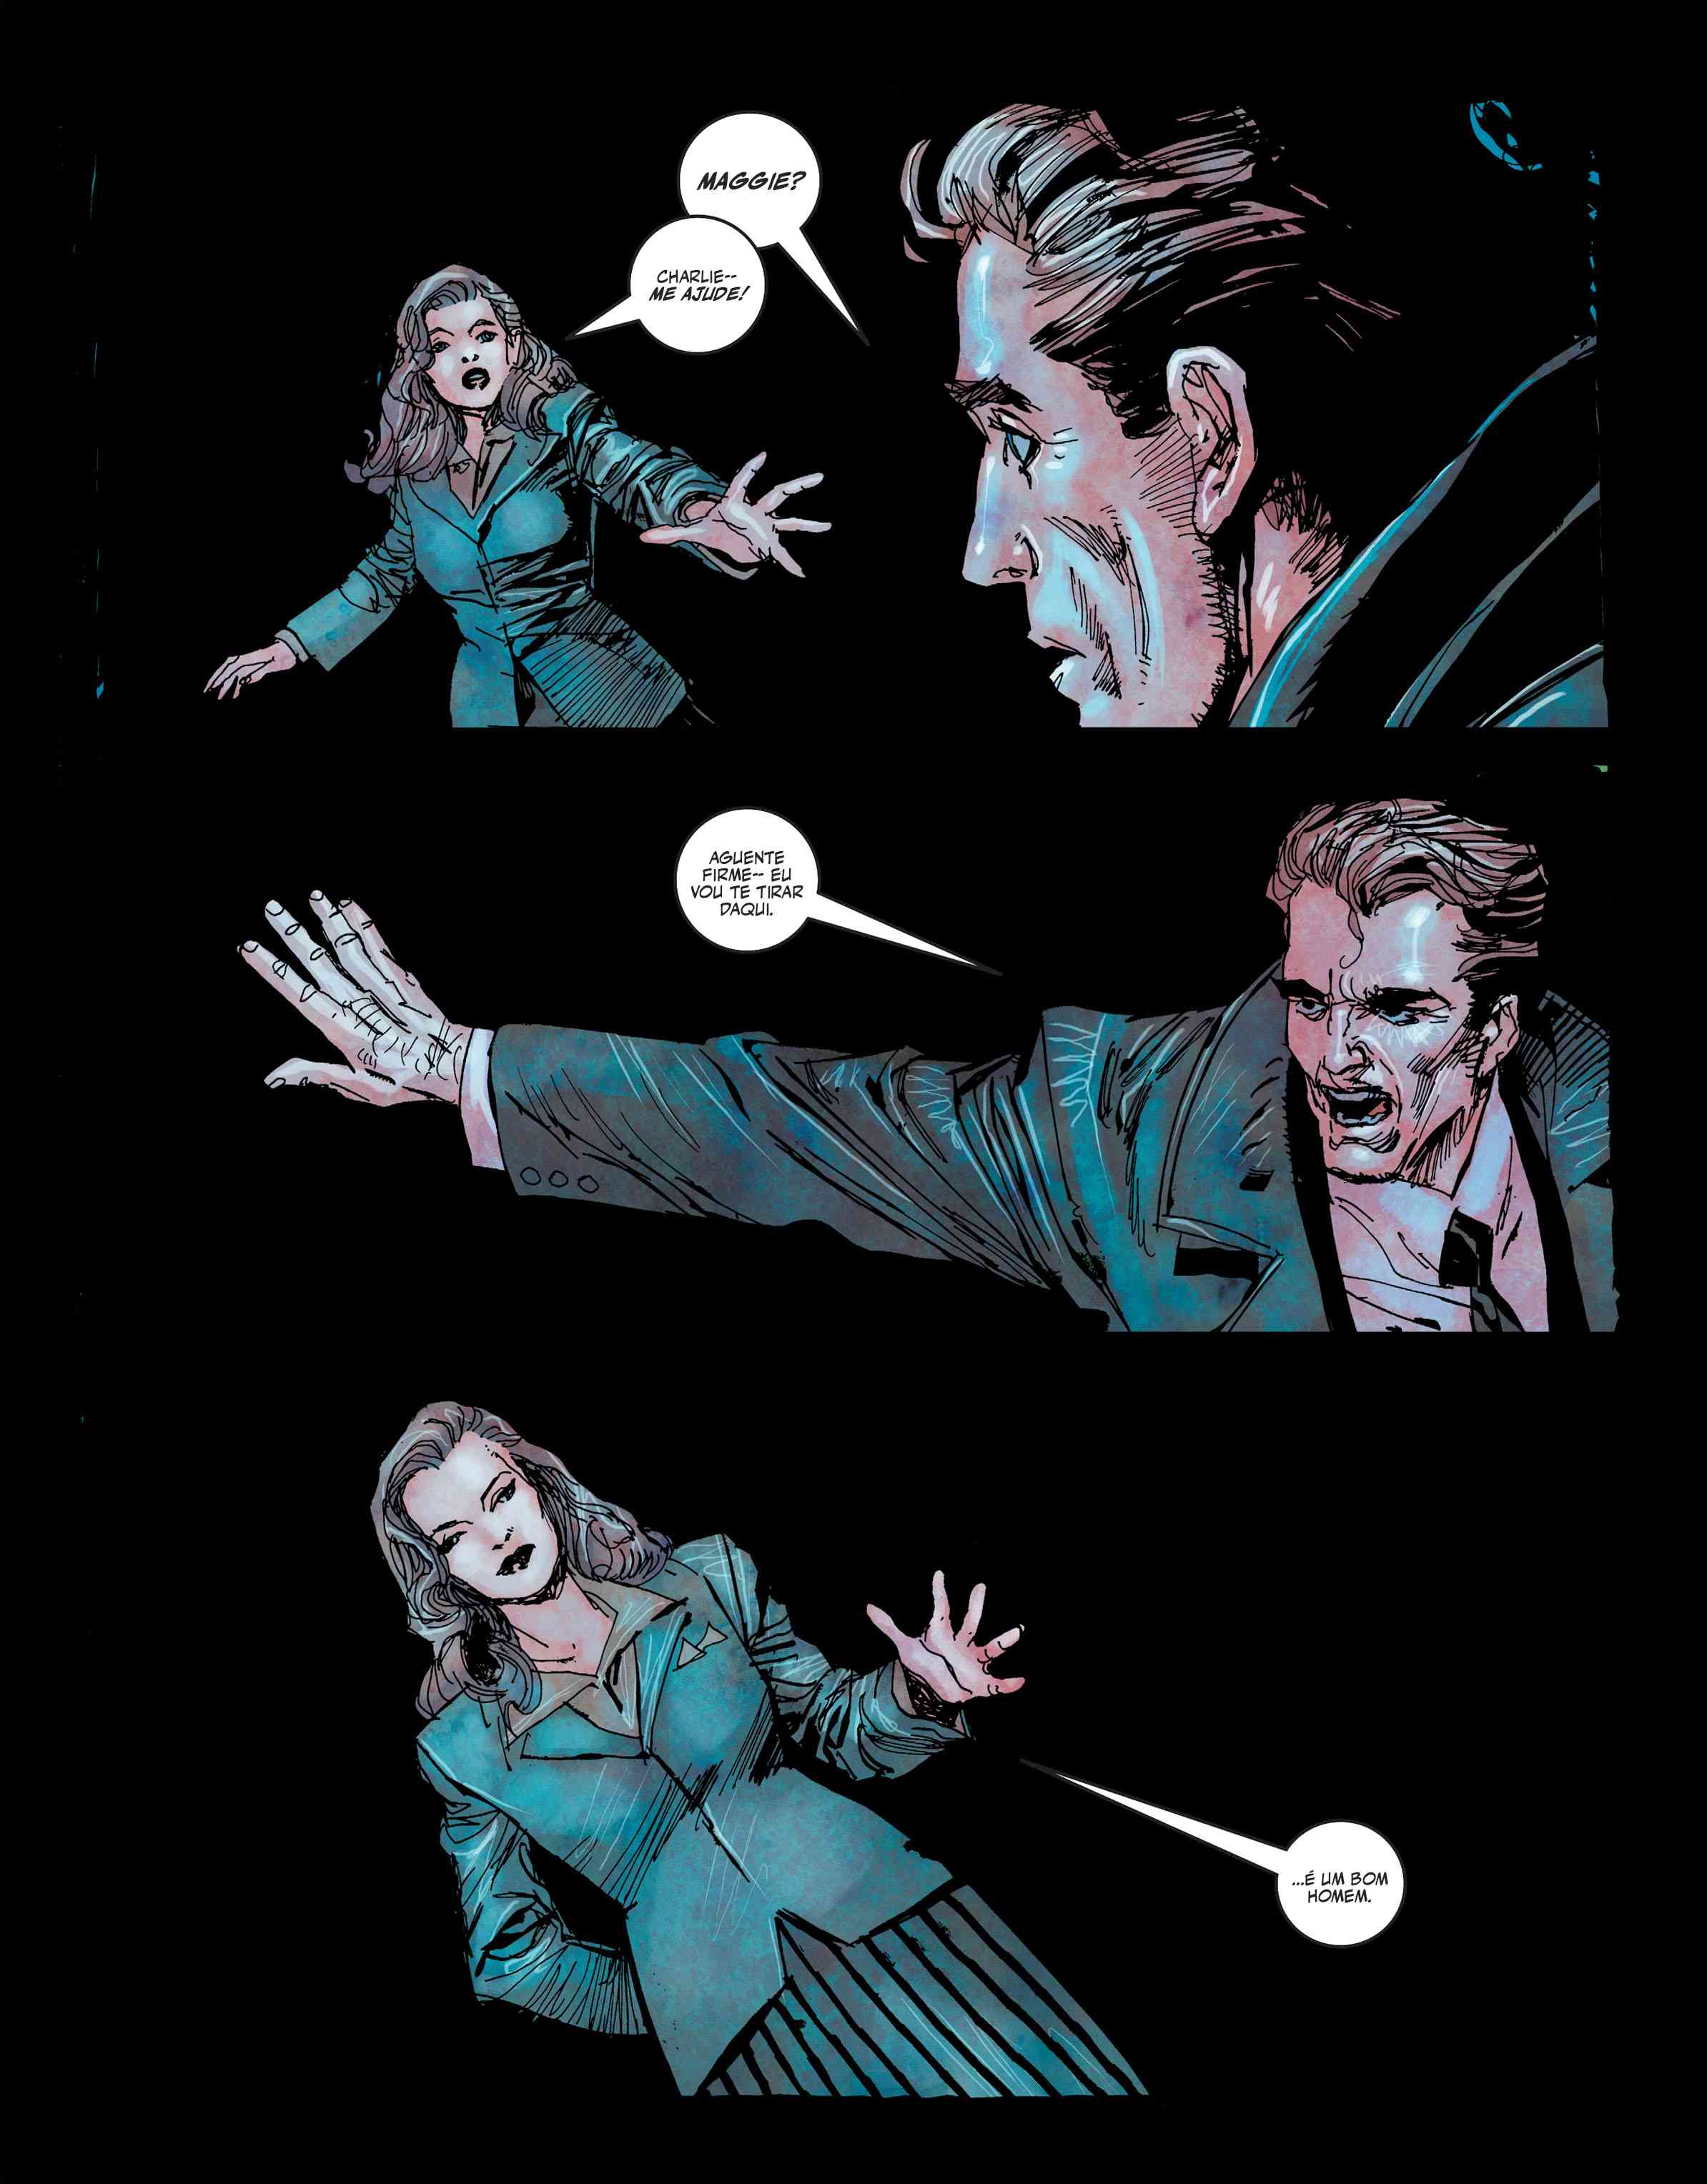 MAGGIE?
CHARLIE--
ME AJUDE!
AGUENTE
FIRME-- EU
VOU TE TIRAR
DAQUI.
...É UM BOM
HOMEM.